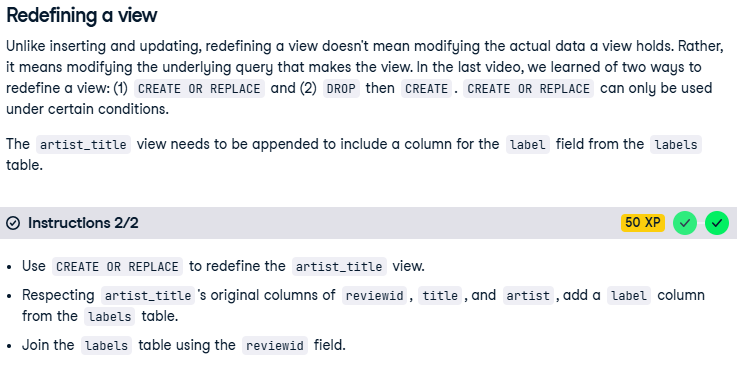 Redefining a view
Unlike inserting and updating, redefining a view doesn't mean modifying the actual data a view holds. Rather,
it means modifying the underlying query that makes the view. In the last video, we learned of two ways to
redefine a view: (1) CREATE OR REPLACE and (2) DROP then CREATE. CREATE OR REPLACE can only be used
under certain conditions.
The artist_title view needs to be appended to include a column for the label field from the labels
table.
Instructions 2/2 50 XP
• Use CREATE OR REPLACE to redefine the artist_title view.
• Respecting artist_title's original columns of reviewid, title, and artist, add a label column
from the labels table.
• Join the labels table using the reviewid field.